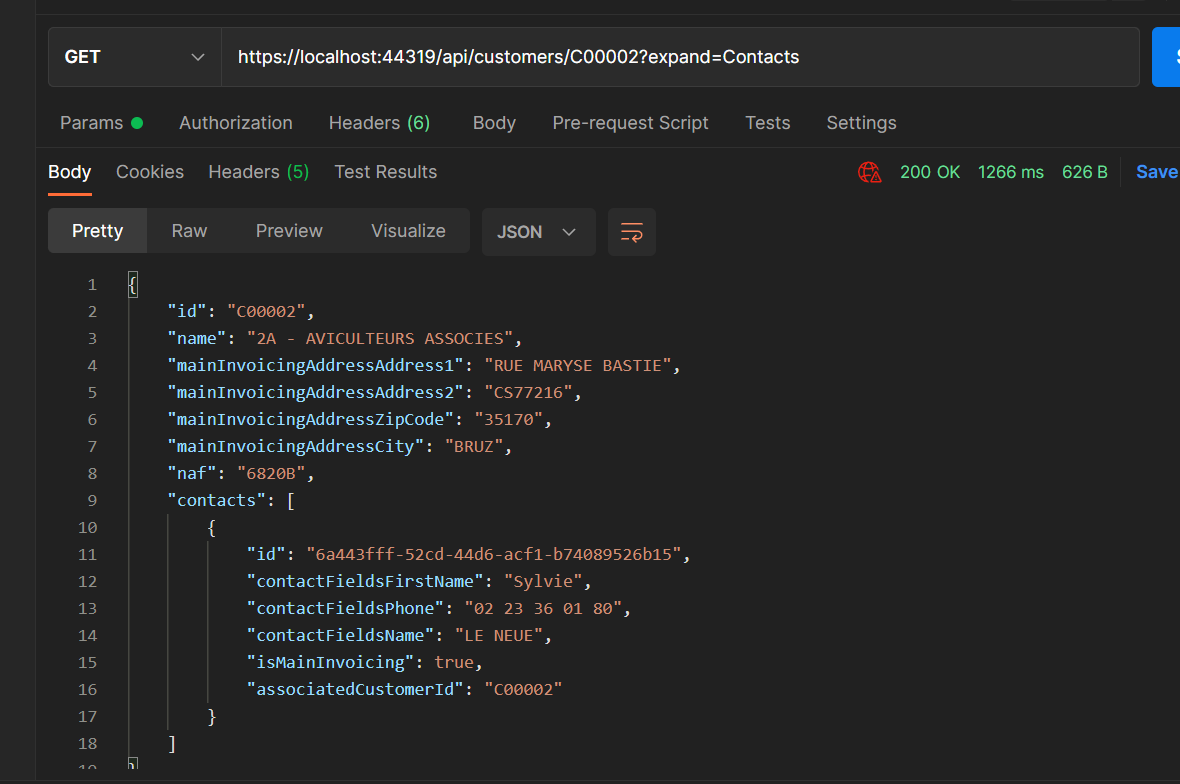 GET https://localhost:44319/api/customers/C00002?expand=Contacts
Params Authorization Headers (6) Body Pre-request Script Tests Settings
Body Cookies Headers (5) Test Results 200 OK 1266 ms 626 B Save
Pretty Raw Preview Visualize JSON
1 {
2 "id": "C00002",
3 "name": "2A - AVICULTEURS ASSOCIES",
4 "mainInvoicingAddressAddress1": "RUE MARYSE BASTIE",
5 "mainInvoicingAddressAddress2": "CS77216",
6 "mainInvoicingAddressZipCode": "35170",
7 "mainInvoicingAddressCity": "BRUZ",
8 "naf": "6820B",
9 "contacts": [
10 {
11 "id": "6a443fff-52cd-44d6-acf1-b74089526b15",
12 "contactFieldsFirstName": "Sylvie",
13 "contactFieldsPhone": "02 23 36 01 80",
14 "contactFieldsName": "LE NEUE",
15 "isMainInvoicing": true,
16 "associatedCustomerId": "C00002"
17 }
18 ]
19 }